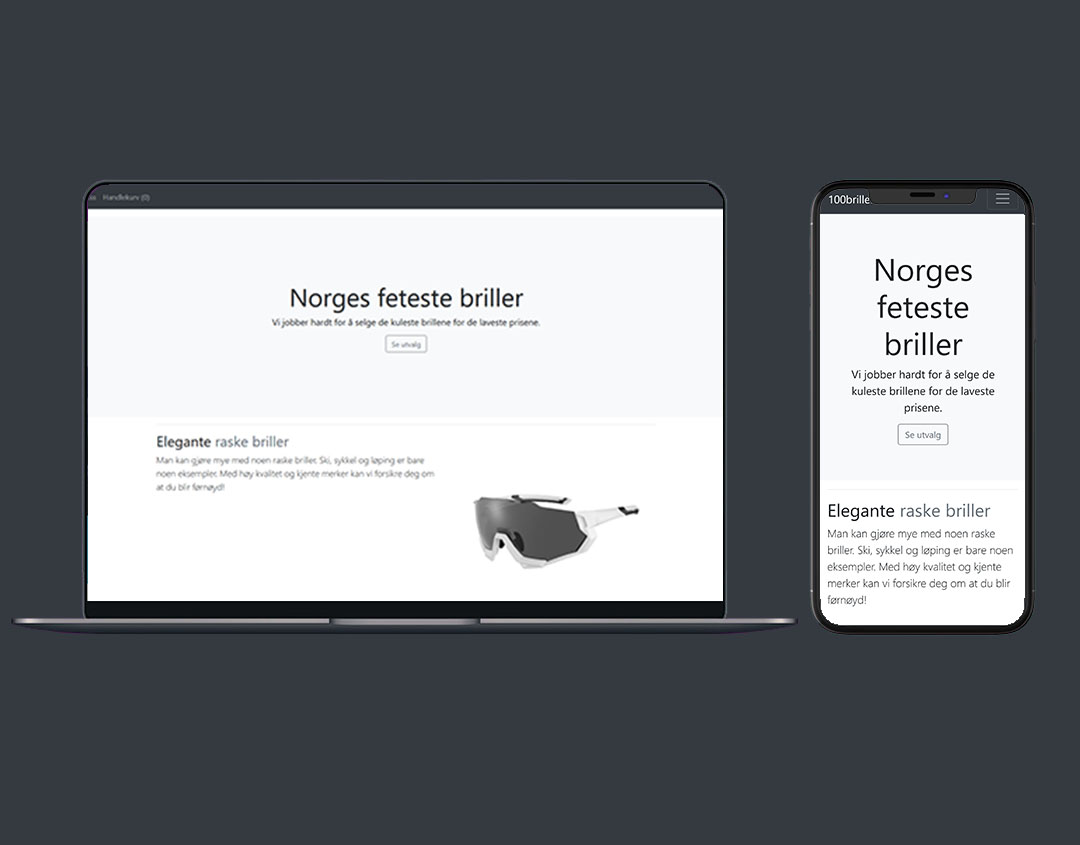 Handlekurv (0)
Norges feteste briller
Vi jobber hardt for å selge de kuleste brillene for de laveste prisene.
Se utvalg
Elegante raske briller
Man kan gjøre mye med noen raske briller. Ski, sykkel og løping er bare
noen eksempler. Med høy kvalitet og kjente merker kan vi forsikre deg om
at du blir førnøyd!
100brille
Norges
feteste
briller
Vi jobber hardt for å selge de
kuleste brillene for de laveste
prisene.
Se utvalg
Elegante raske briller
Man kan gjøre mye med noen raske
briller. Ski, sykkel og løping er bare noen
eksempler. Med høy kvalitet og kjente
merker kan vi forsikre deg om at du blir
førnøyd!